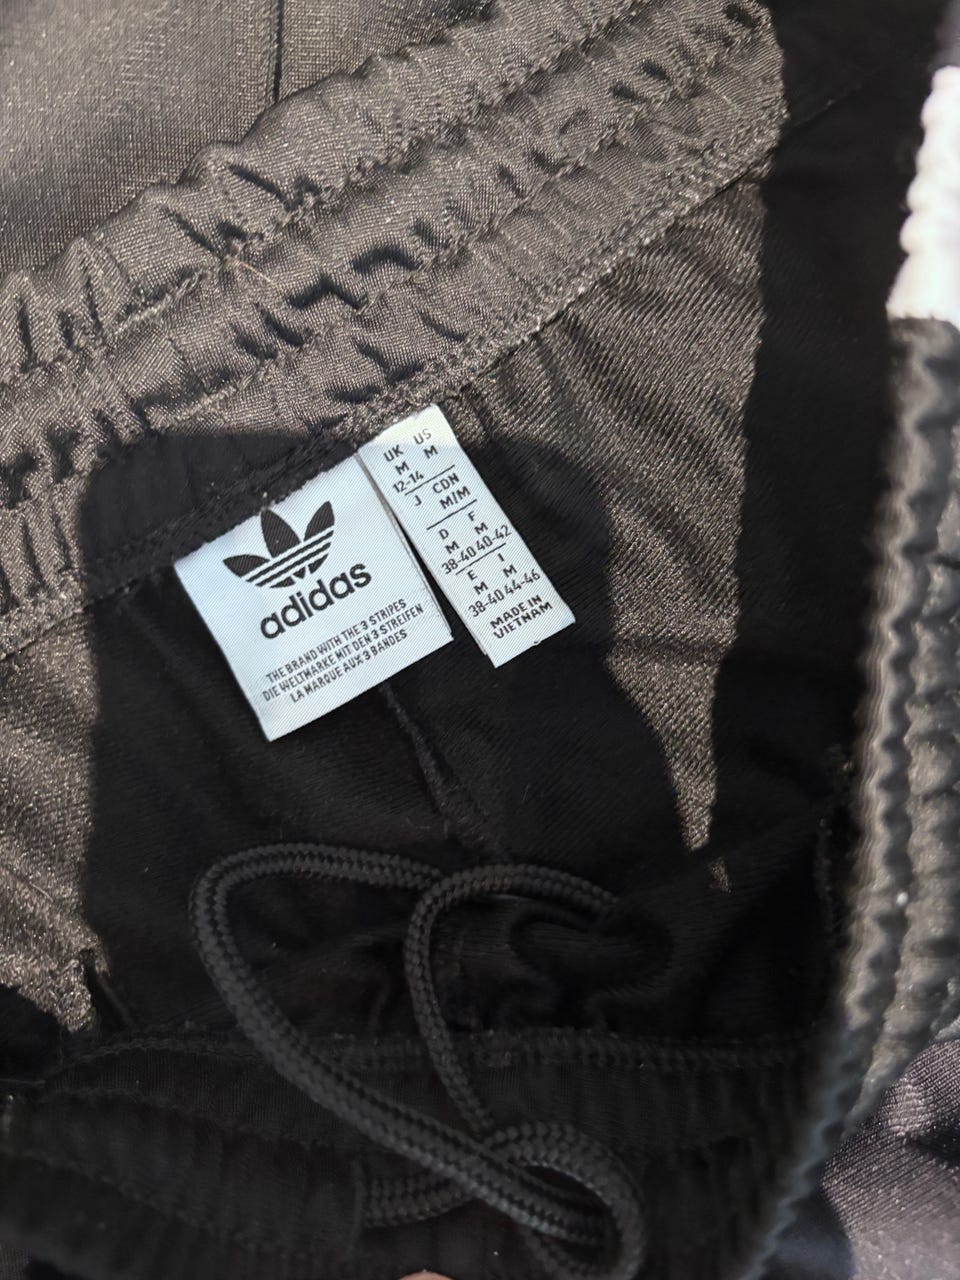 adidas
THE BRAND WITH THE 3 STRIPES
DIE WELTMARKE MIT DEN 3 STREIFEN
LA MARQUE AUX 3 BANDES
UK US
M M
12-14
J CDN
M/M
D F
M M
38-40 40-42
E I
M M
38-40 44-46
MADE IN
VIETNAM